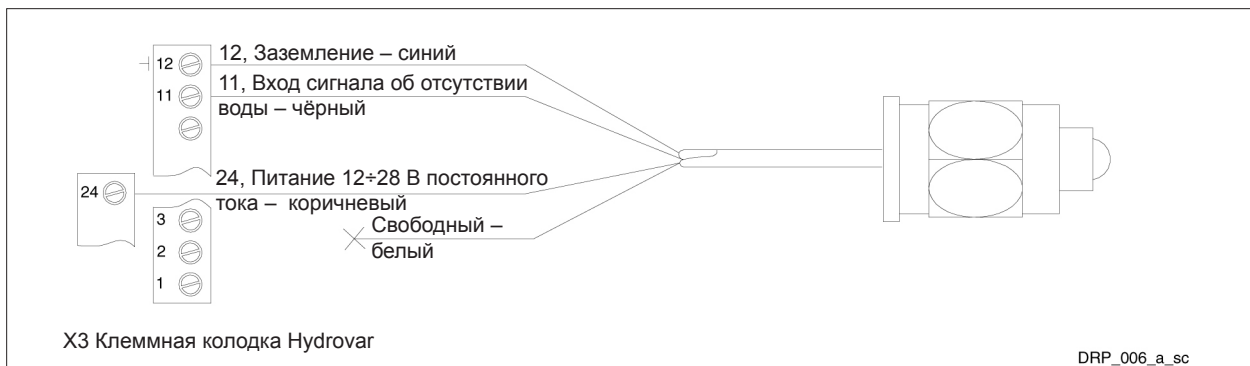 12
12, Заземление – синий
11
11, Вход сигнала об отсутствии
воды – чёрный
24
24, Питание 12÷28 В постоянного
тока –  коричневый
3
Свободный –
белый
2
1
X3 Клеммная колодка Hydrovar
DRP_006_a_sc